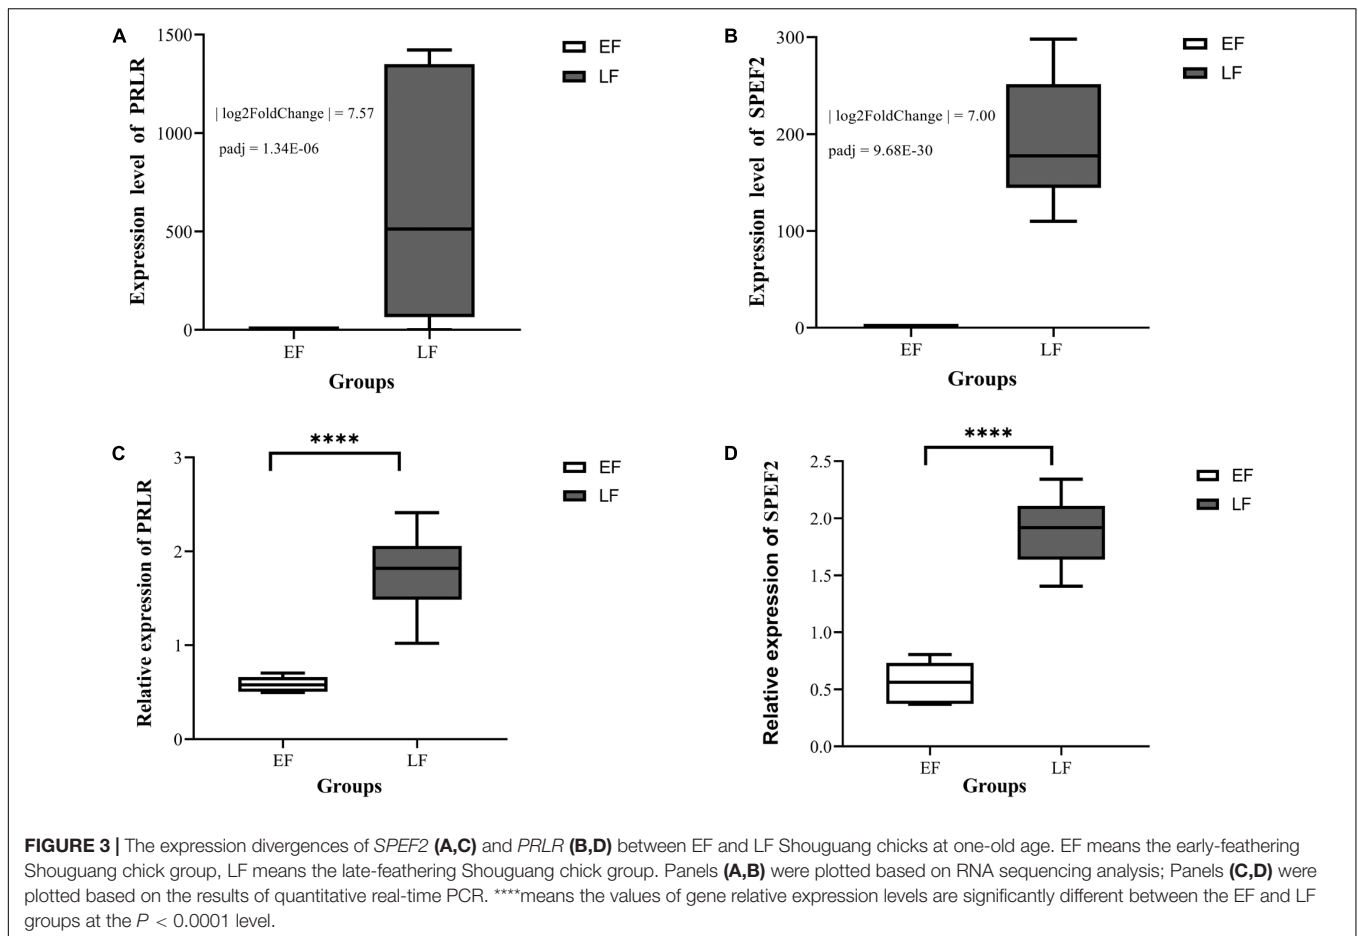 A
1500
1000
500
0
Expression level of PRLR
| log2FoldChange | = 7.57
padj = 1.34E-06
EF
LF
Groups
EF
LF
B
300
200
100
0
Expression level of SPEF2
| log2FoldChange | = 7.00
padj = 9.68E-30
EF
LF
Groups
EF
LF
C
3
2
1
0
Relative expression of PRLR
****
EF
LF
Groups
EF
LF
D
2.5
2.0
1.5
1.0
0.5
0.0
Relative expression of SPEF2
****
EF
LF
Groups
EF
LF
FIGURE 3 | The expression divergences of SPEF2 (A,C) and PRLR (B,D) between EF and LF Shouguang chicks at one-old age. EF means the early-feathering
Shouguang chick group, LF means the late-feathering Shouguang chick group. Panels (A,B) were plotted based on RNA sequencing analysis; Panels (C,D) were
plotted based on the results of quantitative real-time PCR. ****means the values of gene relative expression levels are significantly different between the EF and LF
groups at the P < 0.0001 level.